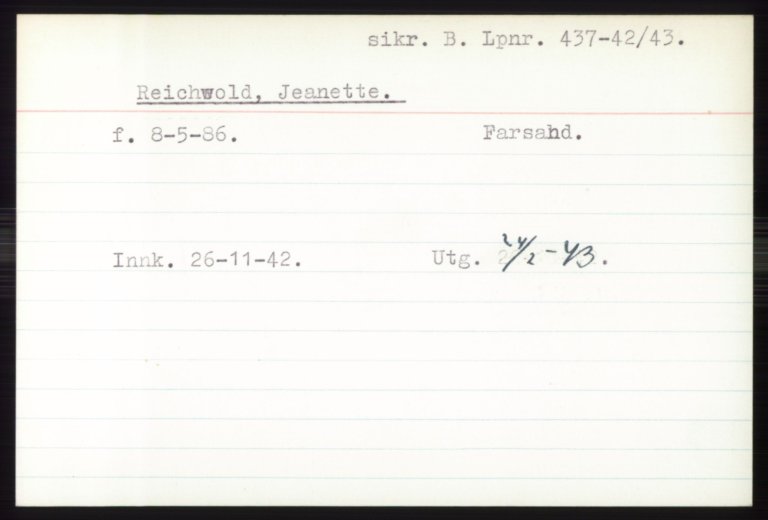 sikr. B. Lpnr. 437-42/43.
Reichwold, Jeanette.
f. 8-5-86. Farsahd.
Innk. 26-11-42. Utg. 24/2-43.